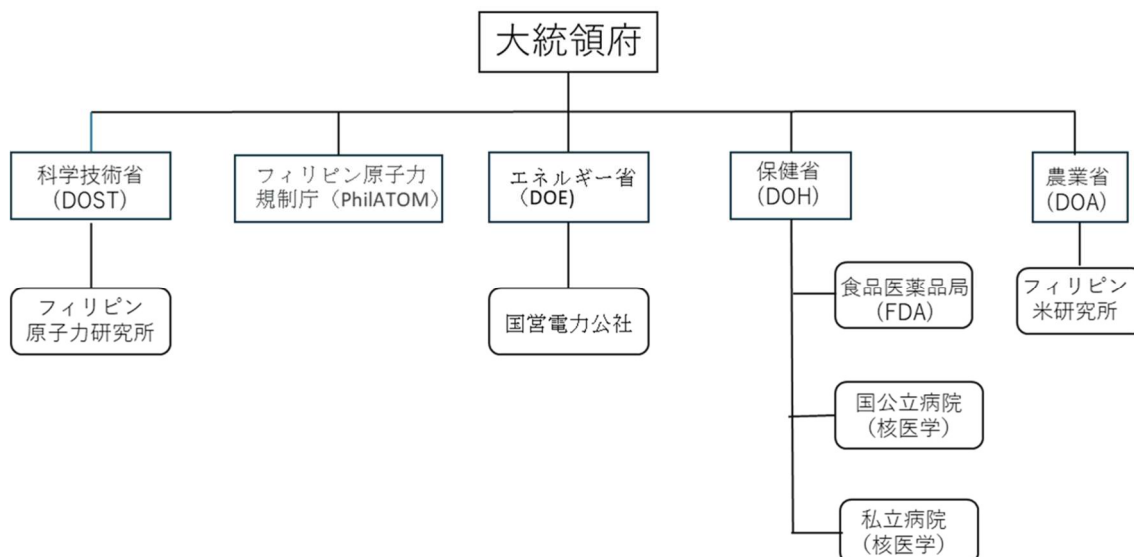 大統領府
科学技術省
(DOST)
フィリピン原子力
規制庁（PhilATOM）
エネルギー省
（DOE)
保健省
(DOH)
農業省
(DOA)
フィリピン
原子力研究所
国営電力公社
食品医薬品局
(FDA)
フィリピン
米研究所
国公立病院
（核医学）
私立病院
（核医学）